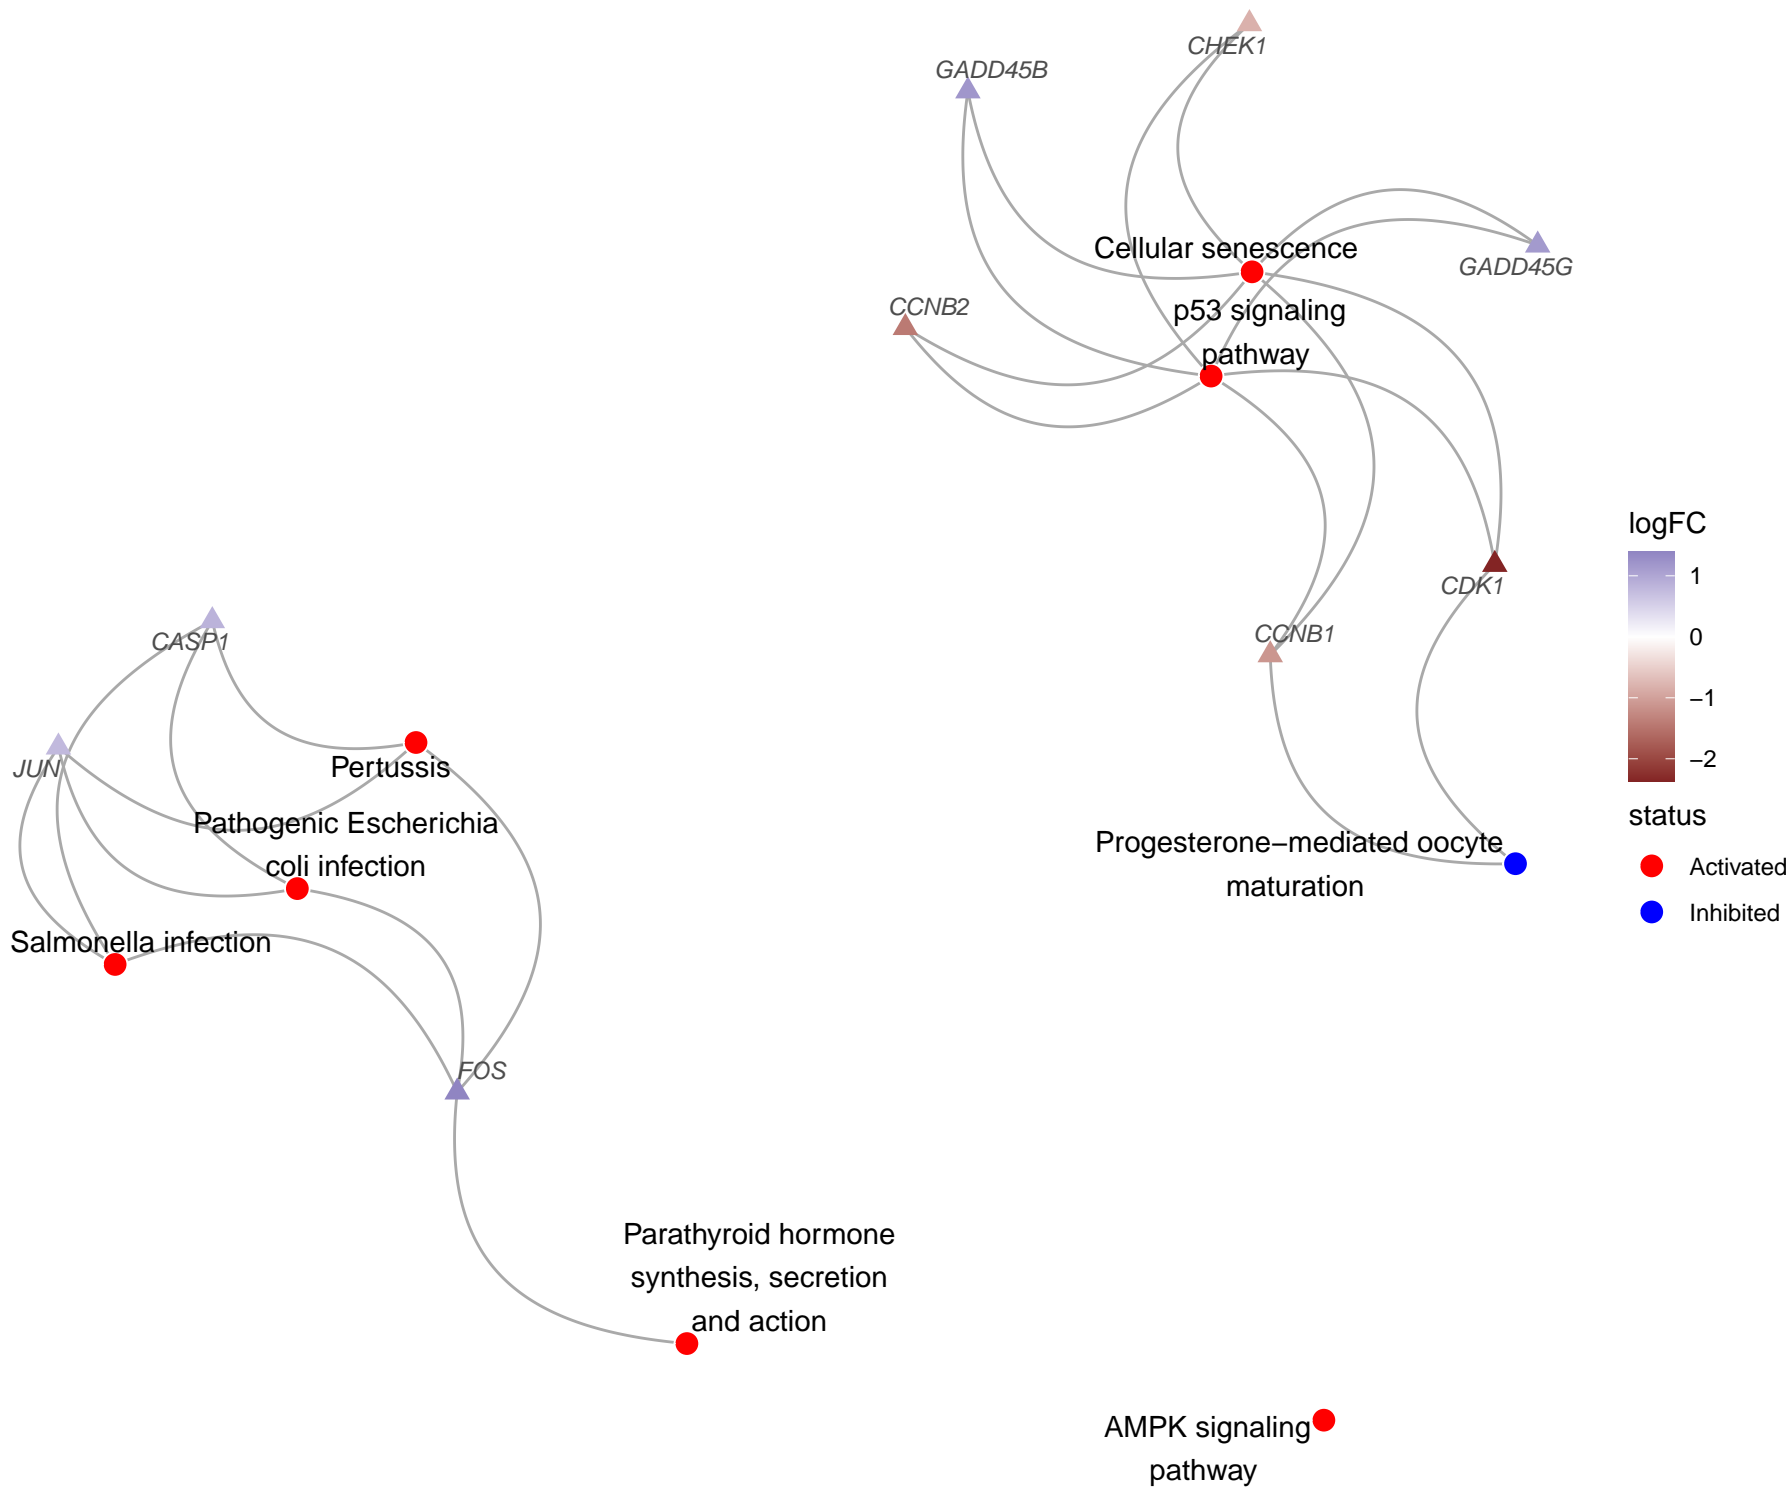 CHEK1
GADD45B
Cellular senescence
GADD45G
CCNB2
p53 signaling
pathway
logFC
1
0
−1
−2
CDK1
CCNB1
CASP1
JUN
Pertussis
Pathogenic Escherichia
coli infection
Salmonella infection
Progesterone−mediated oocyte
maturation
status
Activated
Inhibited
FOS
Parathyroid hormone
synthesis, secretion
and action
AMPK signaling
pathway